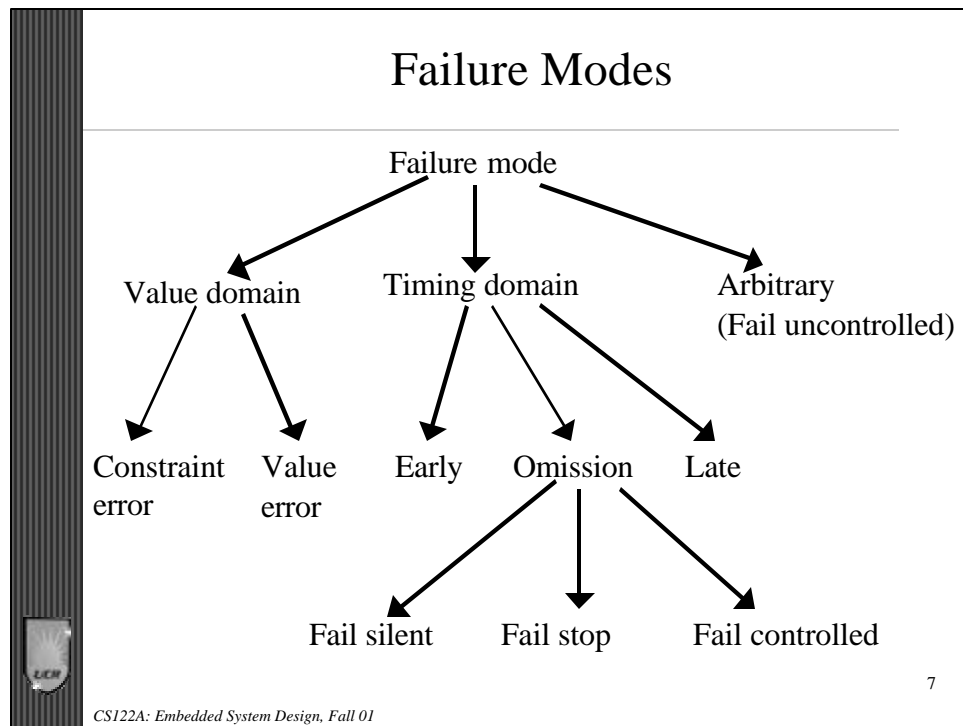 Failure Modes
Failure mode
Value domain
Timing domain
Arbitrary
(Fail uncontrolled)
Constraint
error
Value
error
Early
Omission
Late
Fail silent
Fail stop
Fail controlled
UCR
7
CS122A: Embedded System Design, Fall 01